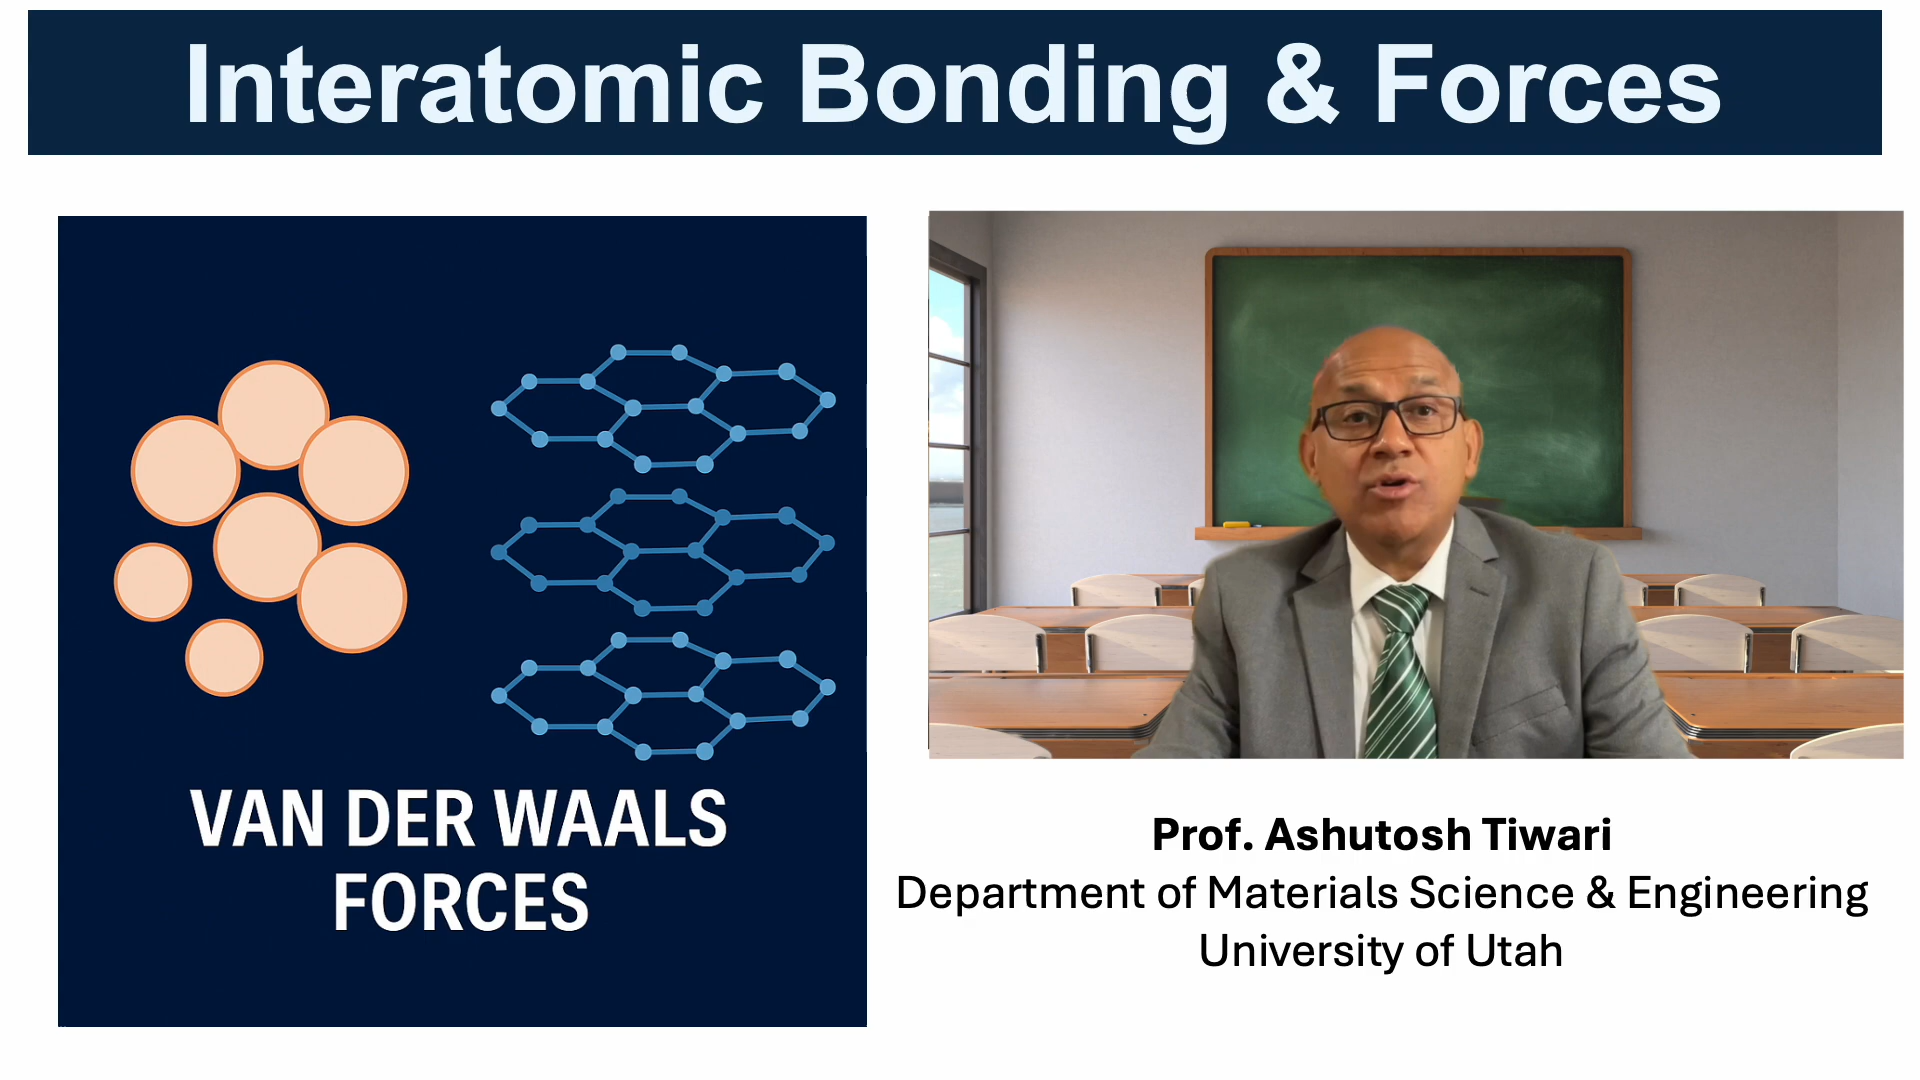 Interatomic Bonding & Forces
VAN DER WAALS
FORCES
Prof. Ashutosh Tiwari
Department of Materials Science & Engineering
University of Utah